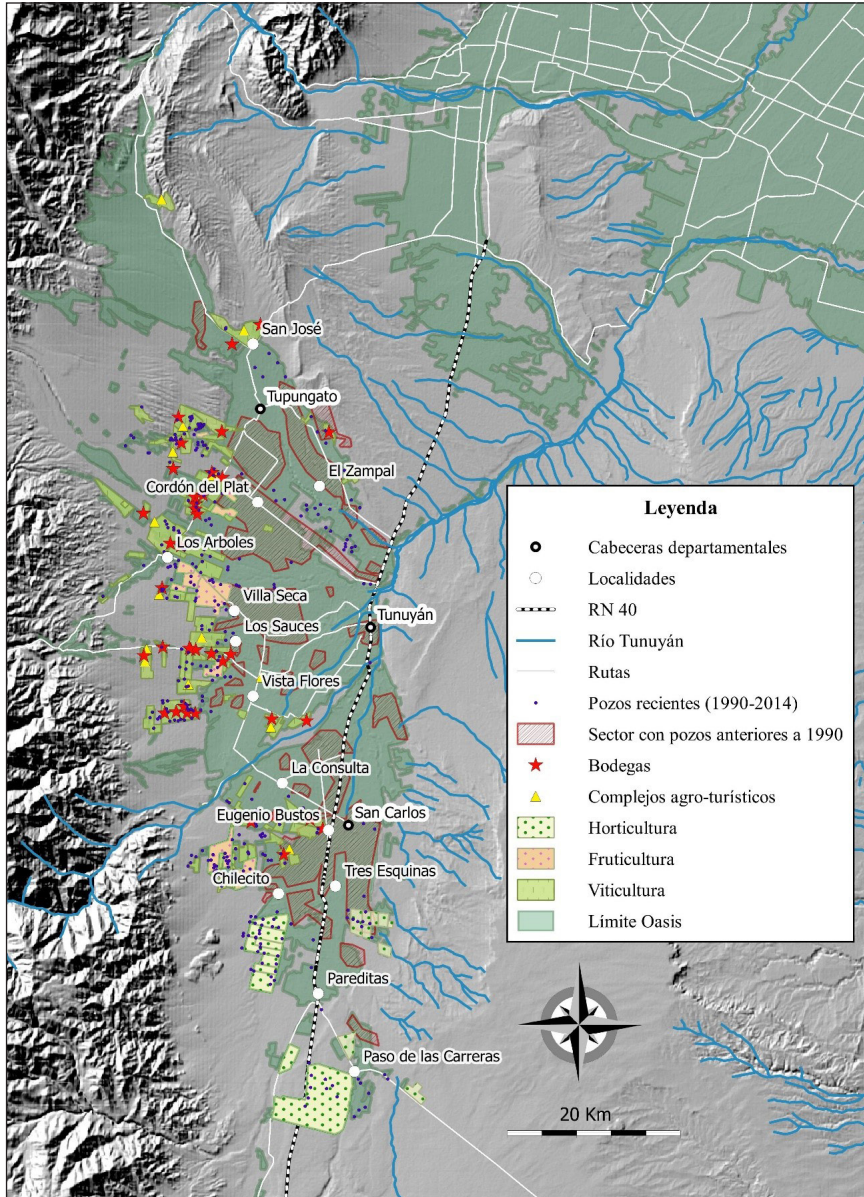 San José
Tupungato
El Zampal
Cordón del Plat
Los Arboles
Villa Seca
Tunuyán
Los Sauces
Vista Flores
La Consulta
Eugenio Bustos
San Carlos
Tres Esquinas
Chilecito
Pareditas
Paso de las Carreras
Leyenda
Cabeceras departamentales
Localidades
RN 40
Río Tunuyán
Rutas
Pozos recientes (1990-2014)
Sector con pozos anteriores a 1990
Bodegas
Complejos agro-turísticos
Horticultura
Fruticultura
Viticultura
Límite Oasis
20 Km